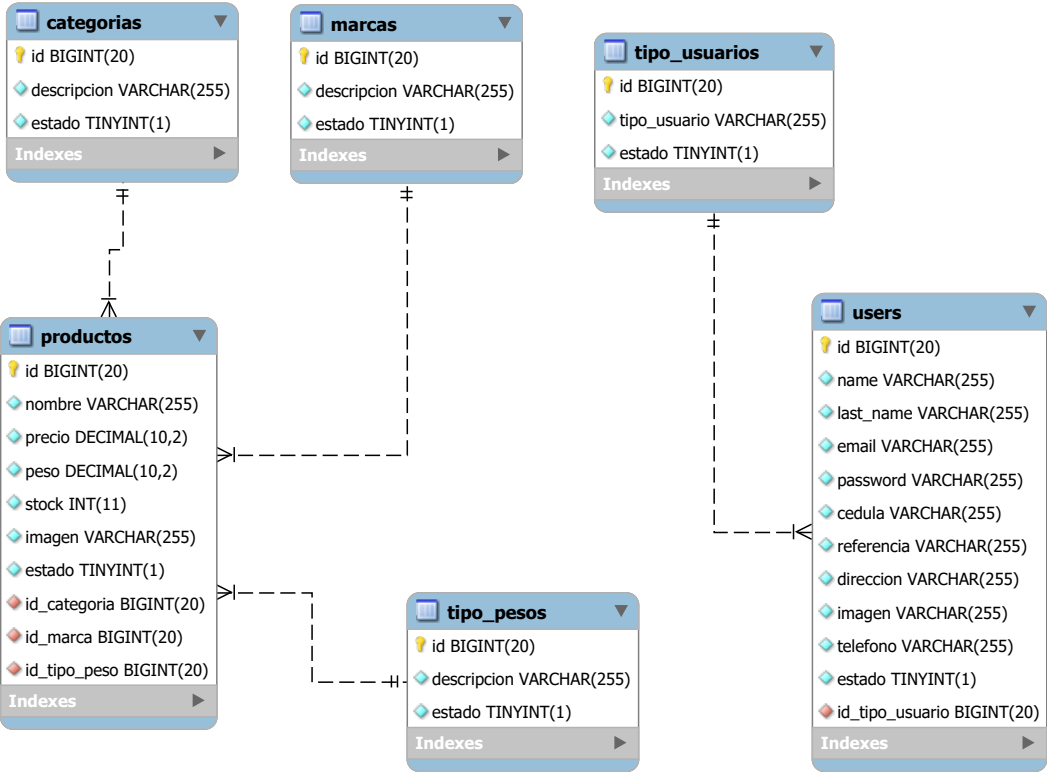 categorias
id BIGINT(20)
descripcion VARCHAR(255)
estado TINYINT(1)
Indexes
marcas
id BIGINT(20)
descripcion VARCHAR(255)
estado TINYINT(1)
Indexes
tipo_usuarios
id BIGINT(20)
tipo_usuario VARCHAR(255)
estado TINYINT(1)
Indexes
productos
id BIGINT(20)
nombre VARCHAR(255)
precio DECIMAL(10,2)
peso DECIMAL(10,2)
stock INT(11)
imagen VARCHAR(255)
estado TINYINT(1)
id_categoria BIGINT(20)
id_marca BIGINT(20)
id_tipo_peso BIGINT(20)
Indexes
tipo_pesos
id BIGINT(20)
descripcion VARCHAR(255)
estado TINYINT(1)
Indexes
users
id BIGINT(20)
name VARCHAR(255)
last_name VARCHAR(255)
email VARCHAR(255)
password VARCHAR(255)
cedula VARCHAR(255)
referencia VARCHAR(255)
direccion VARCHAR(255)
imagen VARCHAR(255)
telefono VARCHAR(255)
estado TINYINT(1)
id_tipo_usuario BIGINT(20)
Indexes